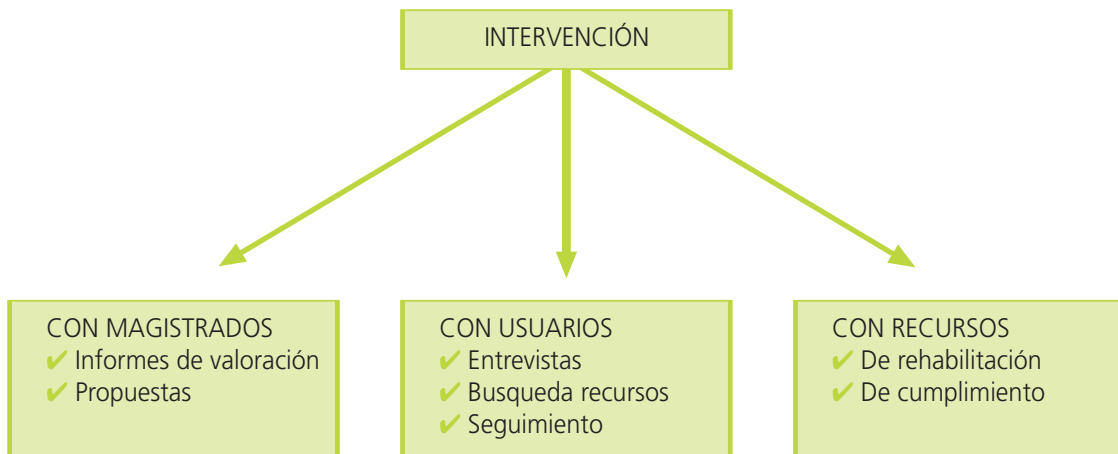 INTERVENCIÓN
CON MAGISTRADOS
✔ Informes de valoración
✔ Propuestas
CON USUARIOS
✔ Entrevistas
✔ Busqueda recursos
✔ Seguimiento
CON RECURSOS
✔ De rehabilitación
✔ De cumplimiento